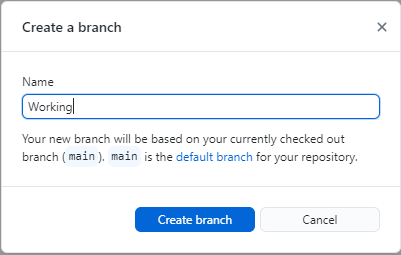 Create a branch
Name
Working
Your new branch will be based on your currently checked out
branch ( main ). main is the default branch for your repository.
Create branch Cancel